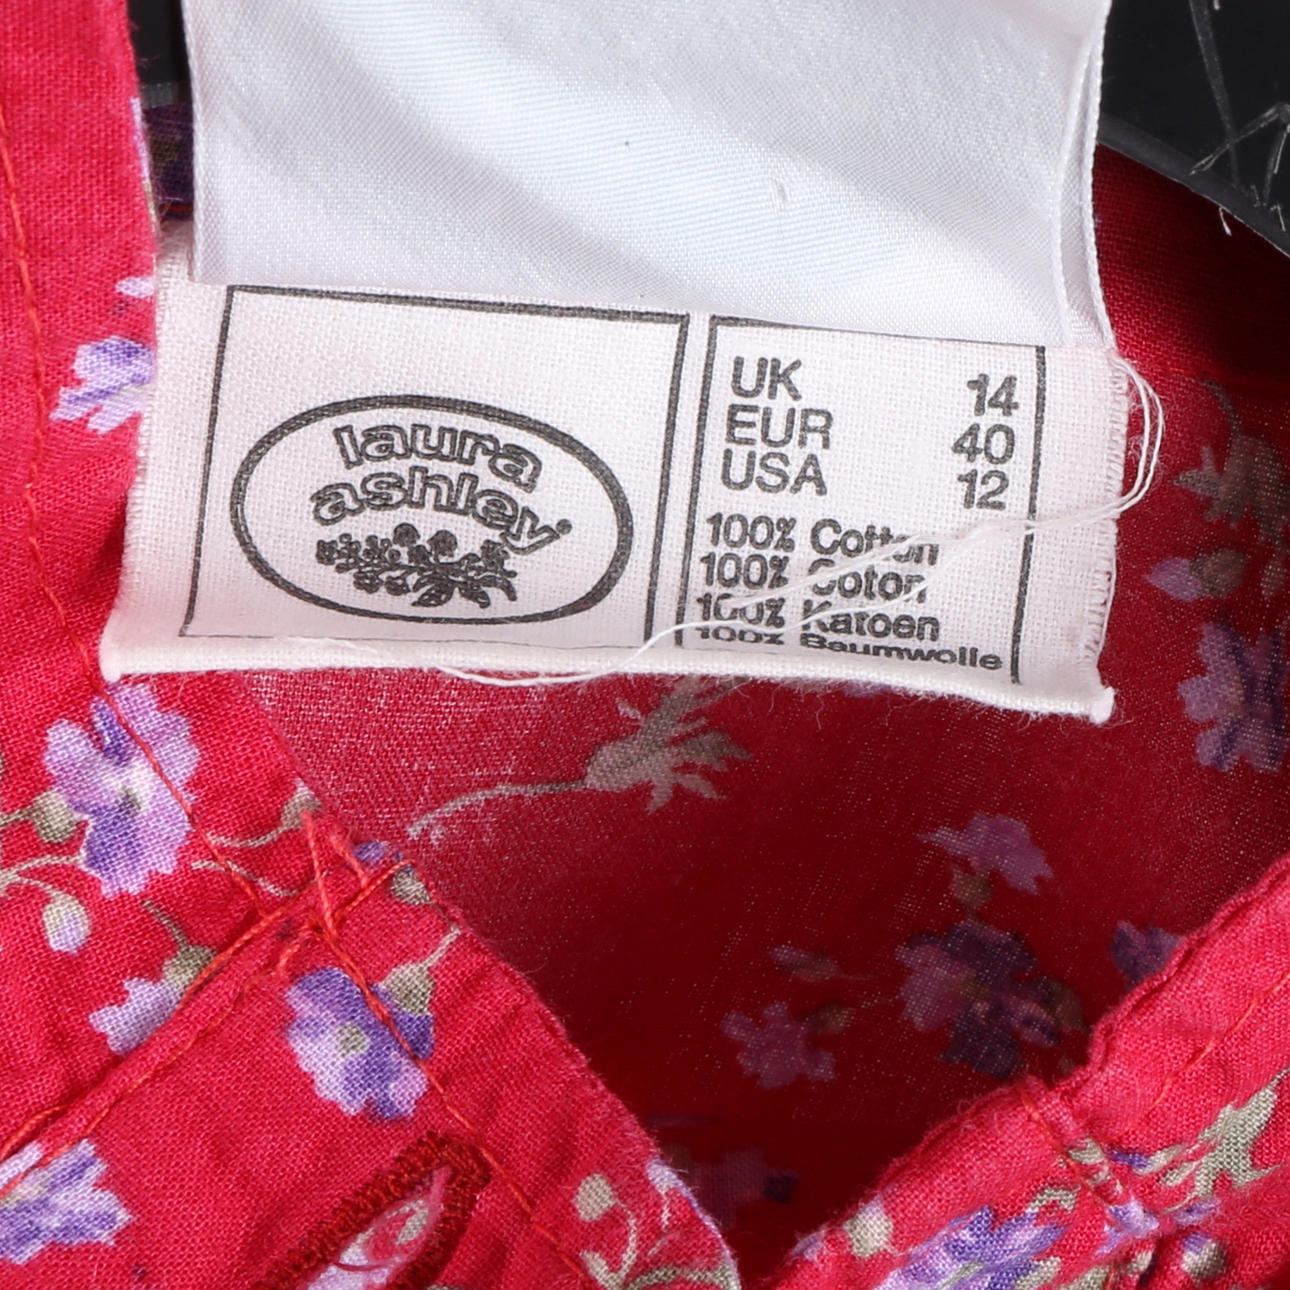 laura
ashley®
UK 14
EUR 40
USA 12
100% Cotton
100% Coton
100% Katoen
100% Baumwolle